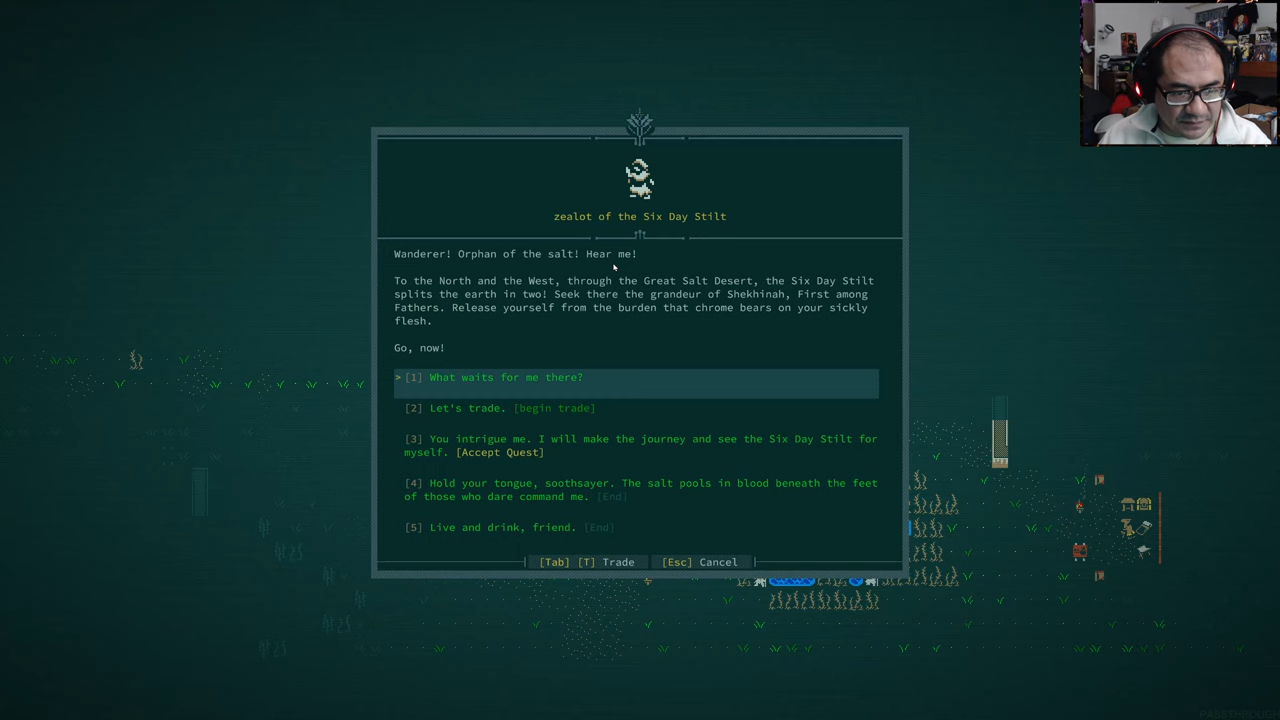 zealot of the Six Day Stilt
Wanderer! Orphan of the salt! Hear me!
To the North and the West, through the Great Salt Desert, the Six Day Stilt
splits the earth in two! Seek there the grandeur of Shekhinah, First among
Fathers. Release yourself from the burden that chrome bears on your sickly
flesh.
Go, now!
> [1] What waits for me there?
[2] Let's trade. [begin trade]
[3] You intrigue me. I will make the journey and see the Six Day Stilt for
myself. [Accept Quest]
[4] Hold your tongue, soothsayer. The salt pools in blood beneath the feet
of those who dare command me. [End]
[5] Live and drink, friend. [End]
[Tab] [T] Trade [Esc] Cancel